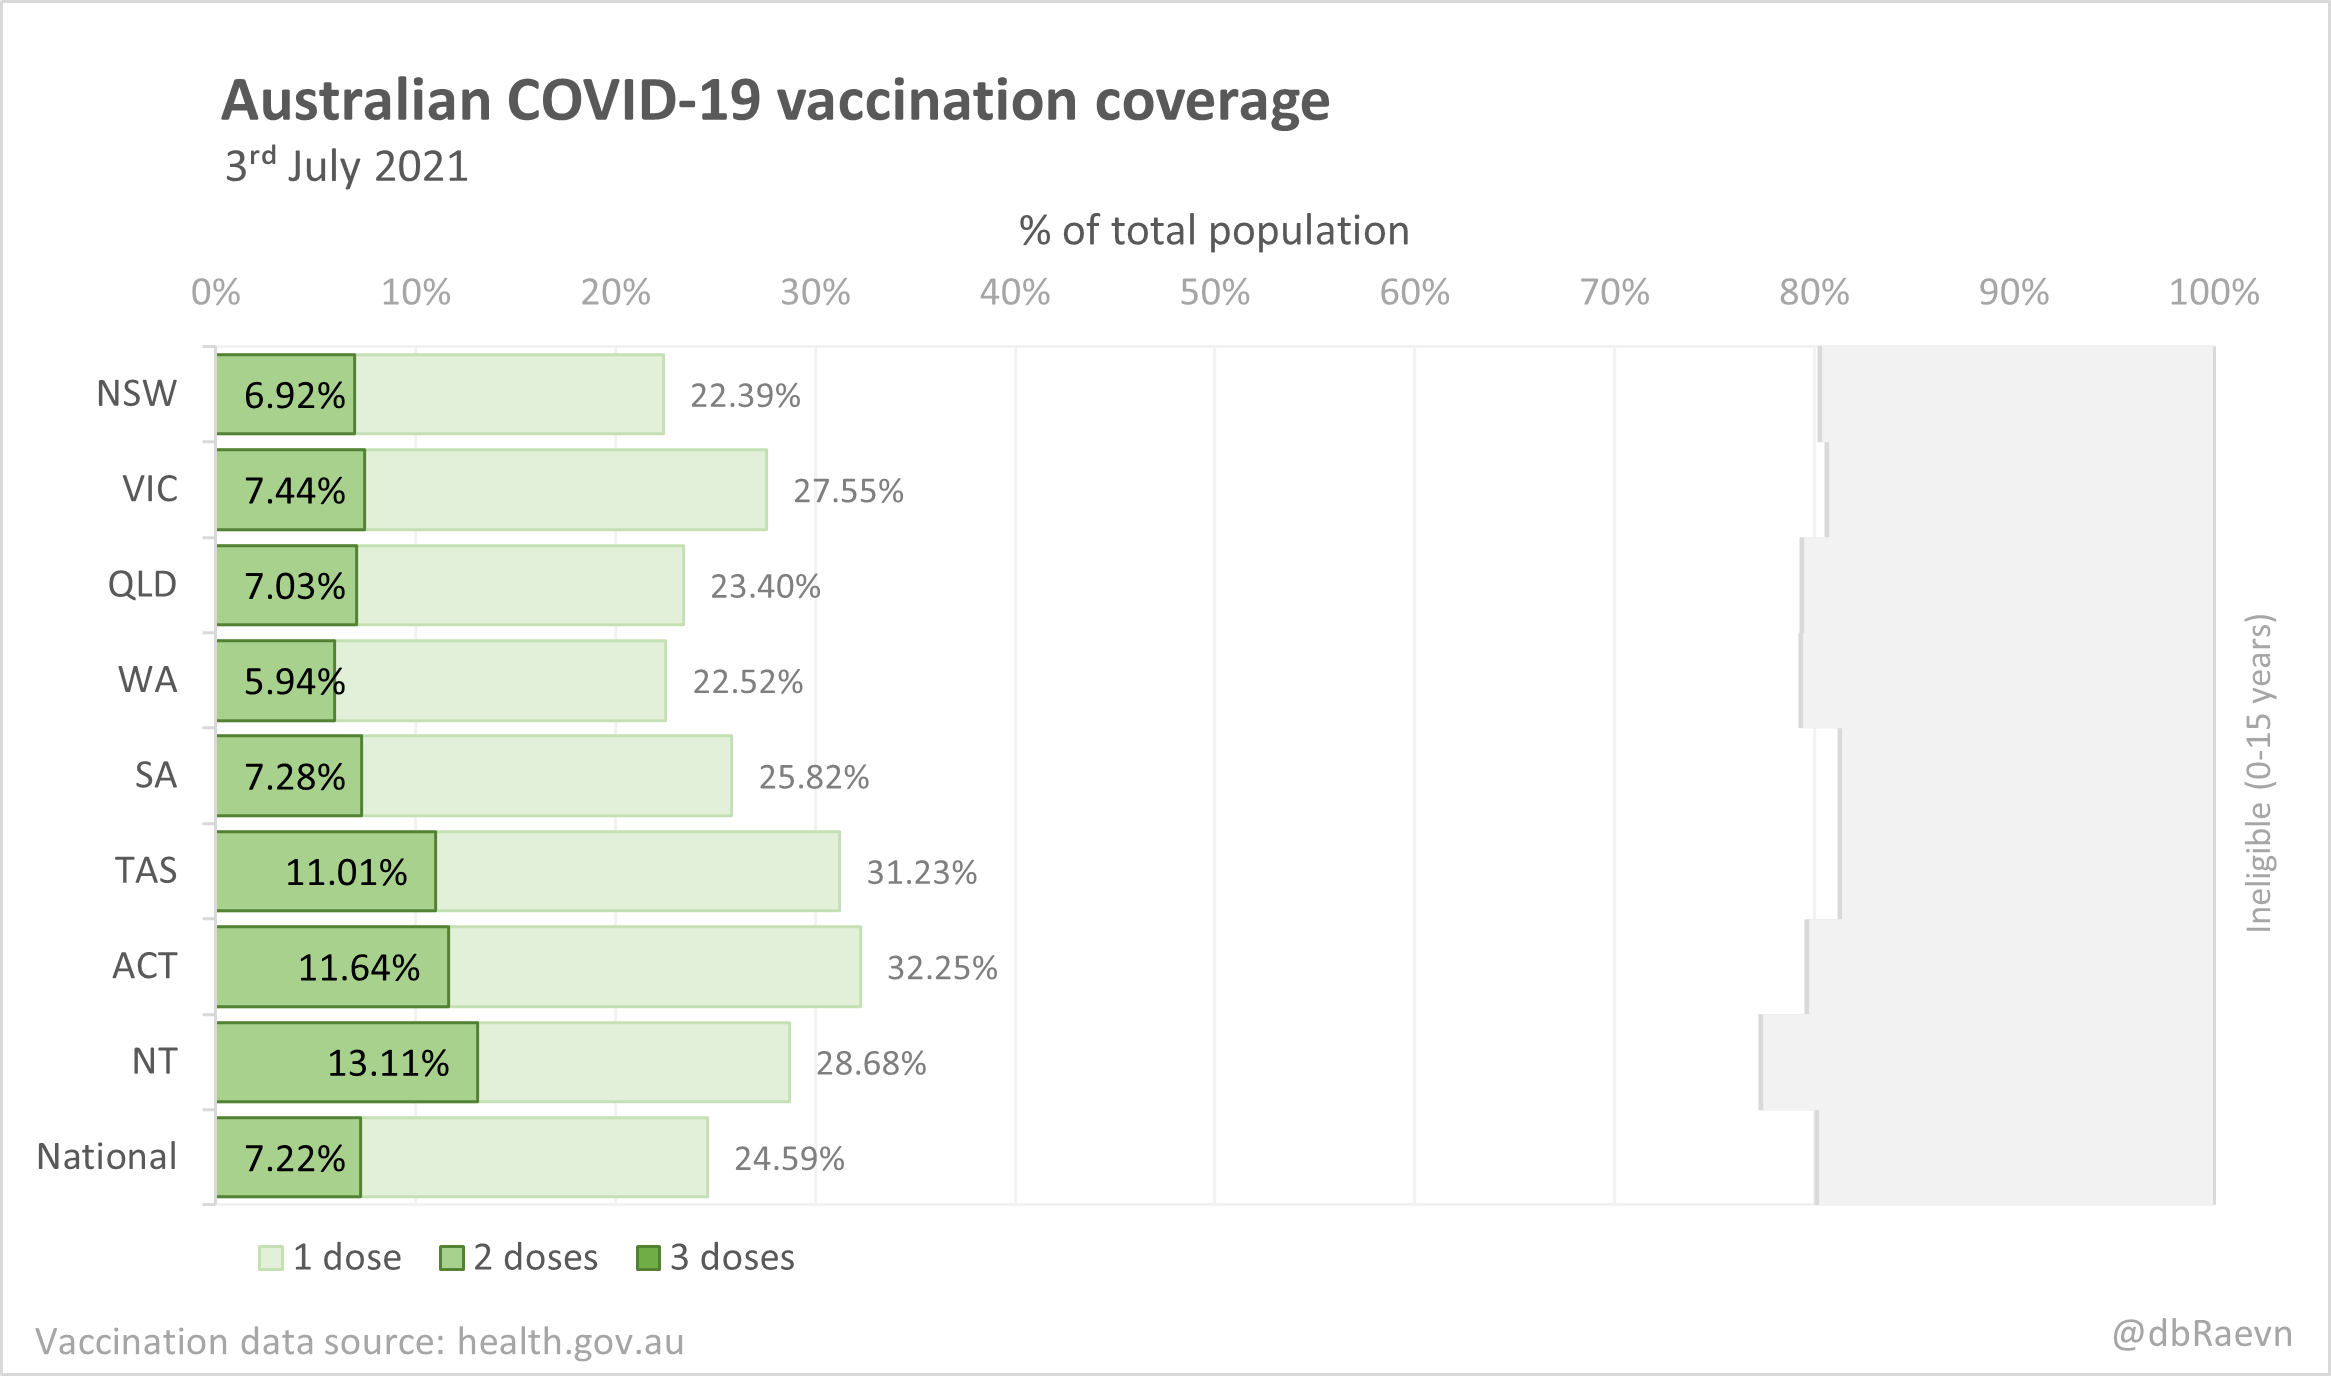 Australian COVID-19 vaccination coverage
3rd July 2021
% of total population
0% 10% 20% 30% 40% 50% 60% 70% 80% 90% 100%
NSW 6.92% 22.39%
VIC 7.44% 27.55%
QLD 7.03% 23.40%
WA 5.94% 22.52%
SA 7.28% 25.82%
TAS 11.01% 31.23%
ACT 11.64% 32.25%
NT 13.11% 28.68%
National 7.22% 24.59%
Ineligible (0-15 years)
1 dose 2 doses 3 doses
Vaccination data source: health.gov.au
@dbRaevn